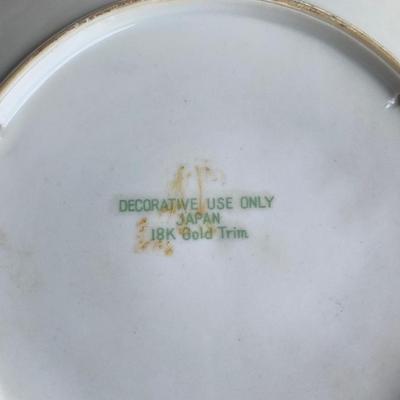 DECORATIVE USE ONLY
JAPAN
18K Gold Trim